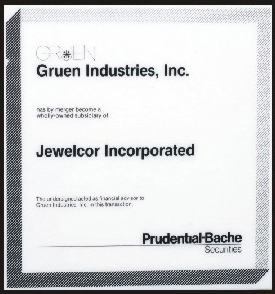 GRUEN
Gruen Industries, Inc.
has by merger become a
wholly-owned subsidiary of
Jewelcor Incorporated
The undersigned acted as financial advisor to
Gruen Industries, Inc. in this transaction.
Prudential-Bache
Securities